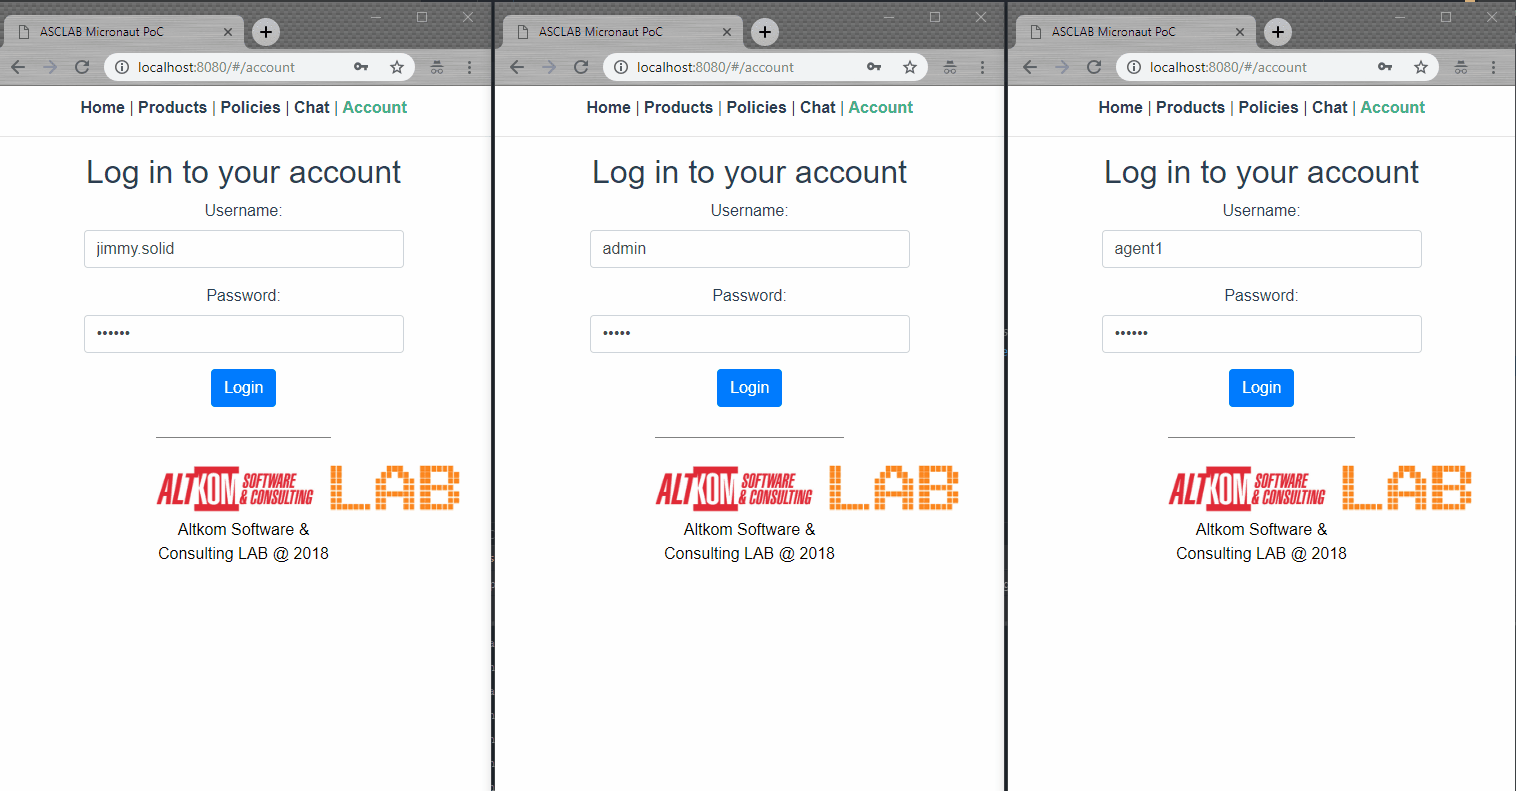 ASCLAB Micronaut PoC
localhost:8080/#/account
Home | Products | Policies | Chat | Account
Log in to your account
Username:
jimmy.solid
Password:
••••••
Login
ALTKOM SOFTWARE & CONSULTING LAB
Altkom Software &
Consulting LAB @ 2018
ASCLAB Micronaut PoC
localhost:8080/#/account
Home | Products | Policies | Chat | Account
Log in to your account
Username:
admin
Password:
•••••
Login
ALTKOM SOFTWARE & CONSULTING LAB
Altkom Software &
Consulting LAB @ 2018
ASCLAB Micronaut PoC
localhost:8080/#/account
Home | Products | Policies | Chat | Account
Log in to your account
Username:
agent1
Password:
••••••
Login
ALTKOM SOFTWARE & CONSULTING LAB
Altkom Software &
Consulting LAB @ 2018